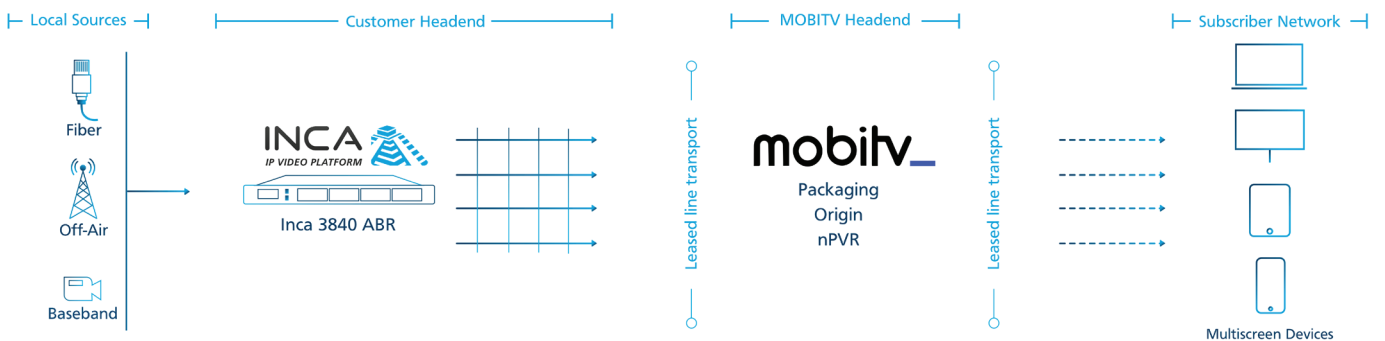 Local Sources
Customer Headend
MOBITV Headend
Subscriber Network
Fiber
Off-Air
Baseband
INCA
IP VIDEO PLATFORM
Inca 3840 ABR
Leased line transport
mobitv_
Packaging
Origin
nPVR
Leased line transport
Multiscreen Devices